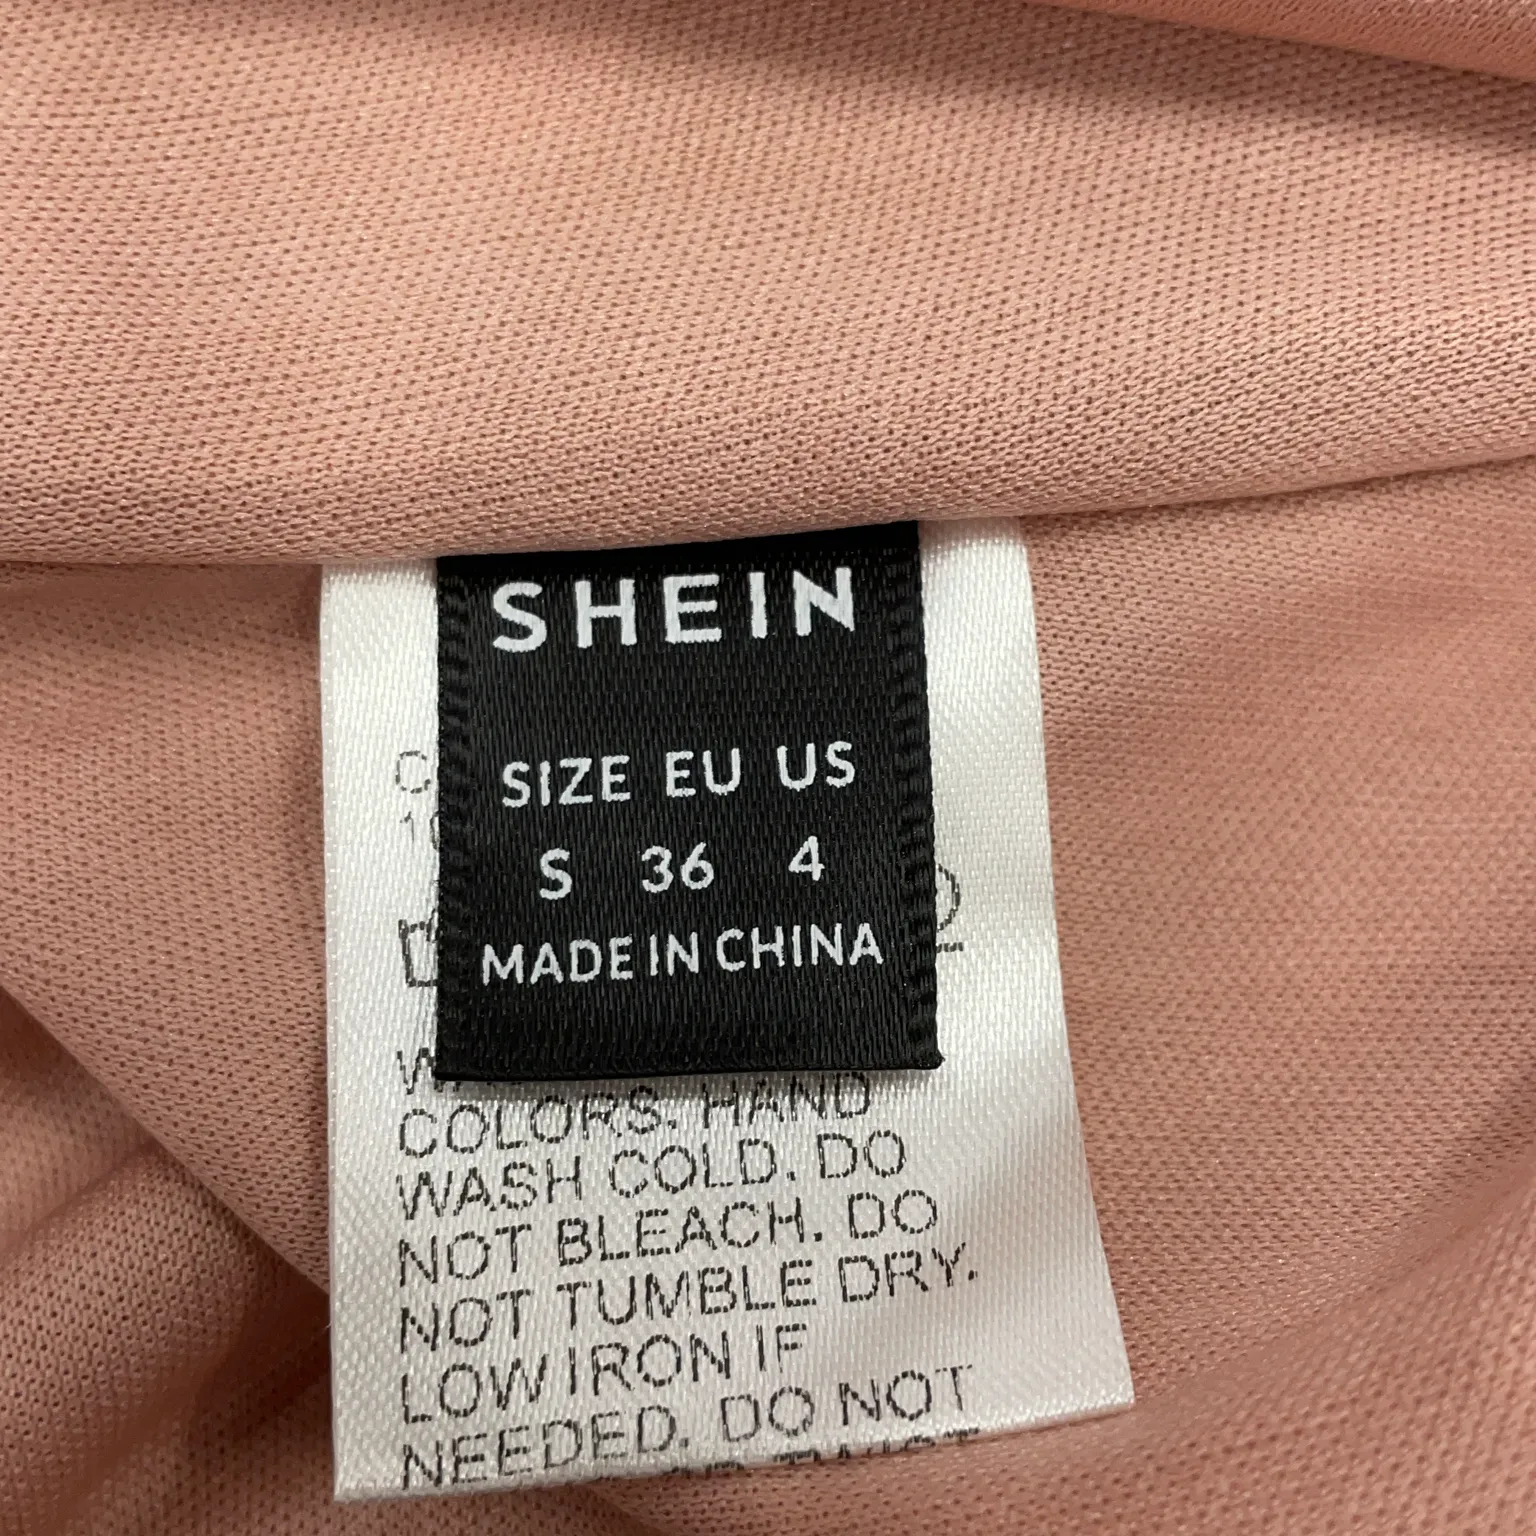 SHEIN
SIZE EU US
S 36 4
MADE IN CHINA
COLORS. HAND
WASH COLD. DO
NOT BLEACH. DO
NOT TUMBLE DRY.
LOW IRON IF
NEEDED. DO NOT